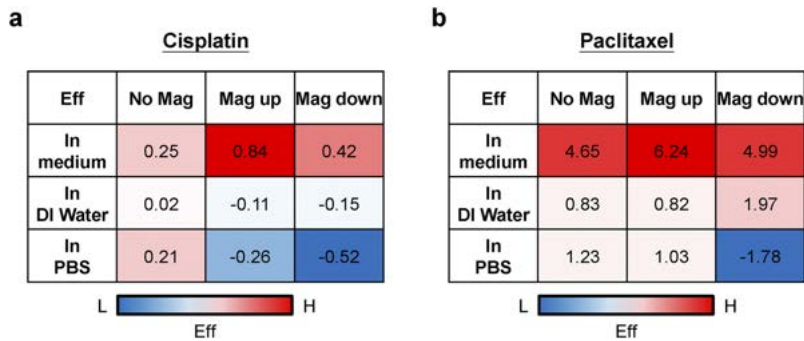 a
Cisplatin
Eff No Mag Mag up Mag down
In medium 0.25 0.84 0.42
In DI Water 0.02 -0.11 -0.15
In PBS 0.21 -0.26 -0.52
L H
Eff
b
Paclitaxel
Eff No Mag Mag up Mag down
In medium 4.65 6.24 4.99
In DI Water 0.83 0.82 1.97
In PBS 1.23 1.03 -1.78
L H
Eff